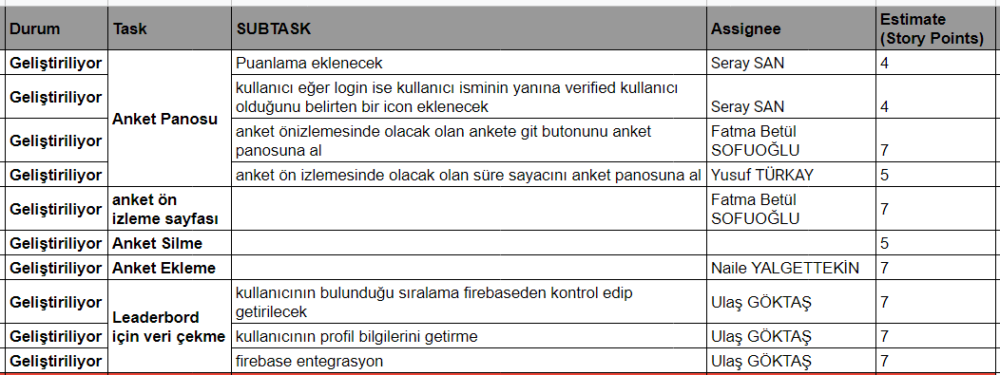 Durum Task SUBTASK Assignee Estimate
(Story Points)
Geliştiriliyor Anket Panosu Puanlama eklenecek Seray SAN 4
Geliştiriliyor kullanıcı eğer login ise kullanıcı isminin yanına verified kullanıcı
olduğunu belirten bir icon eklenecek Seray SAN 4
Geliştiriliyor anket önizlemesinde olacak olan ankete git butonunu anket
panosuna al Fatma Betül
SOFUOĞLU 7
Geliştiriliyor anket ön izlemesinde olacak olan süre sayacını anket panosuna al Yusuf TÜRKAY 5
Geliştiriliyor anket ön
izleme sayfası Fatma Betül
SOFUOĞLU 7
Geliştiriliyor Anket Silme 5
Geliştiriliyor Anket Ekleme Naile YALGETTEKİN 7
Geliştiriliyor Leaderbord
için veri çekme kullanıcının bulunduğu sıralama firebaseden kontrol edip
getirilecek Ulaş GÖKTAŞ 7
Geliştiriliyor kullanıcının profil bilgilerini getirme Ulaş GÖKTAŞ 7
Geliştiriliyor firebase entegrasyon Ulaş GÖKTAŞ 7